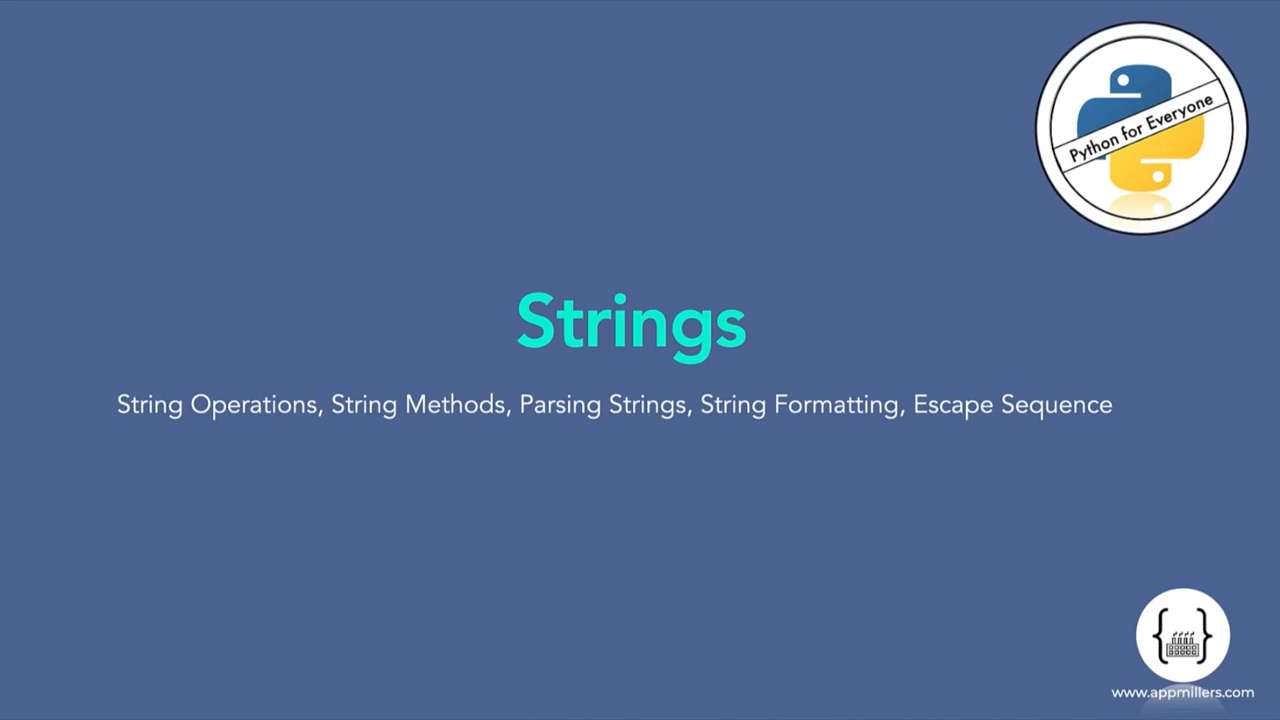 Python for Everyone
Strings
String Operations, String Methods, Parsing Strings, String Formatting, Escape Sequence
www.appmillers.com